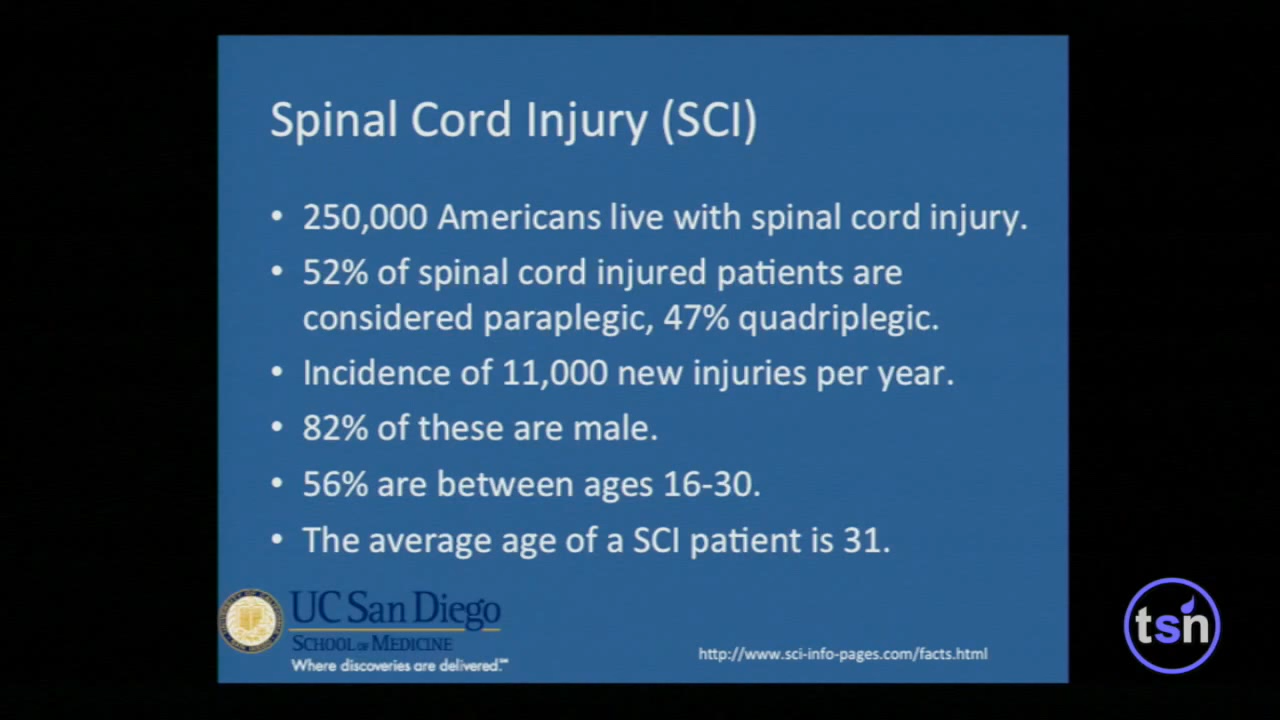 Spinal Cord Injury (SCI)
• 250,000 Americans live with spinal cord injury.
• 52% of spinal cord injured patients are
considered paraplegic, 47% quadriplegic.
• Incidence of 11,000 new injuries per year.
• 82% of these are male.
• 56% are between ages 16-30.
• The average age of a SCI patient is 31.
UC San Diego
SCHOOL OF MEDICINE
Where discoveries are delivered.℠
http://www.sci-info-pages.com/facts.html
tsn